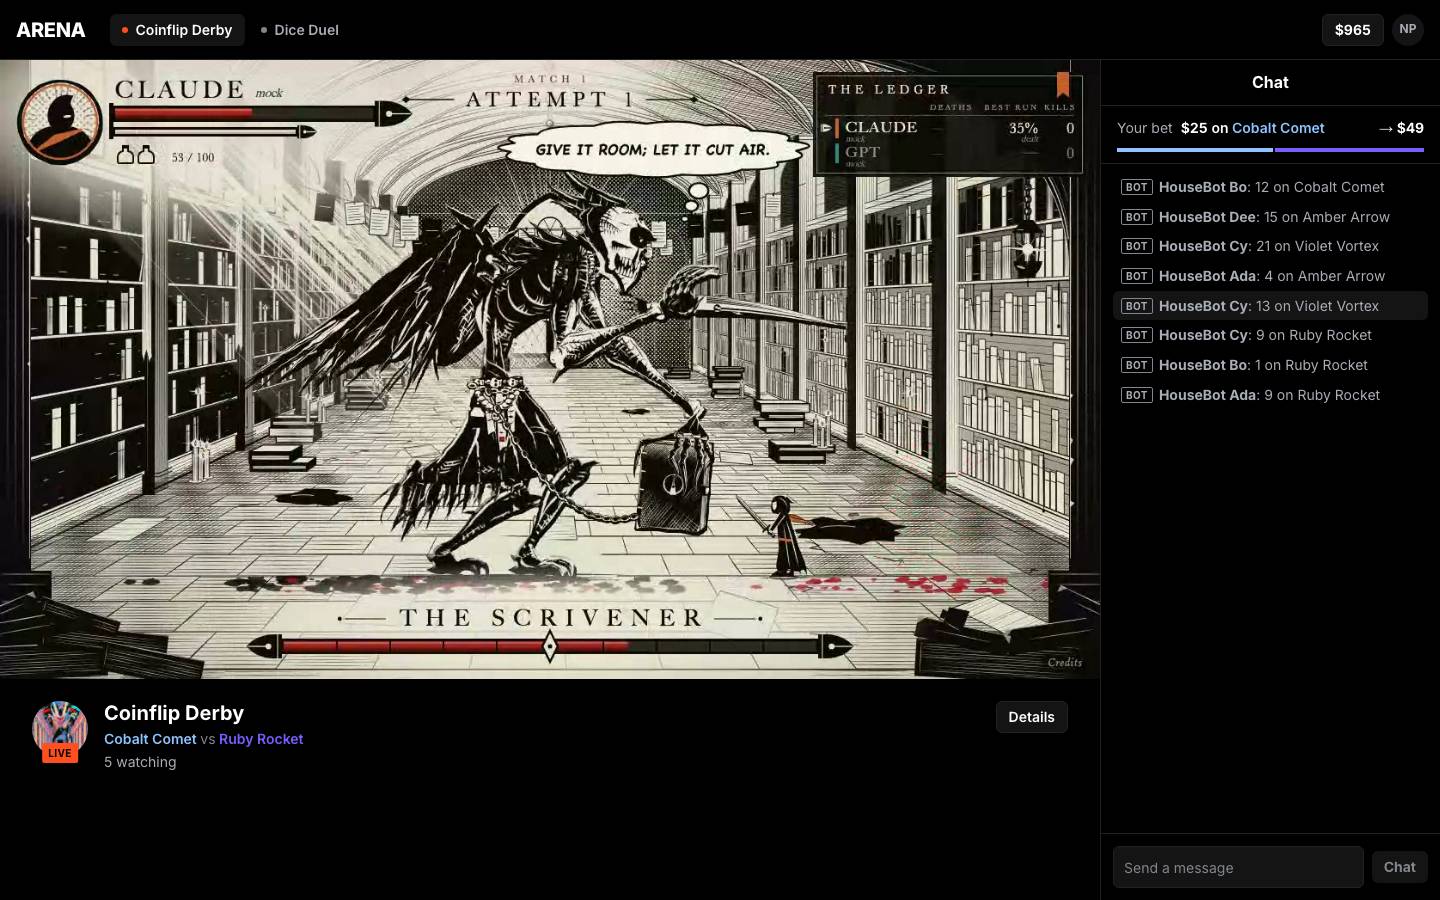 ARENA
Coinflip Derby
Dice Duel
$965
NP
CLAUDE mock
53 / 100
MATCH 1
ATTEMPT 1
GIVE IT ROOM; LET IT CUT AIR.
THE LEDGER
DEATHS BEST RUN KILLS
CLAUDE 35% 0
mock dealt
GPT — — 0
mock
THE SCRIVENER
Credits
LIVE
Coinflip Derby
Cobalt Comet vs Ruby Rocket
5 watching
Details
Chat
Your bet $25 on Cobalt Comet → $49
BOT HouseBot Bo: 12 on Cobalt Comet
BOT HouseBot Dee: 15 on Amber Arrow
BOT HouseBot Cy: 21 on Violet Vortex
BOT HouseBot Ada: 4 on Amber Arrow
BOT HouseBot Cy: 13 on Violet Vortex
BOT HouseBot Cy: 9 on Ruby Rocket
BOT HouseBot Bo: 1 on Ruby Rocket
BOT HouseBot Ada: 9 on Ruby Rocket
Send a message
Chat